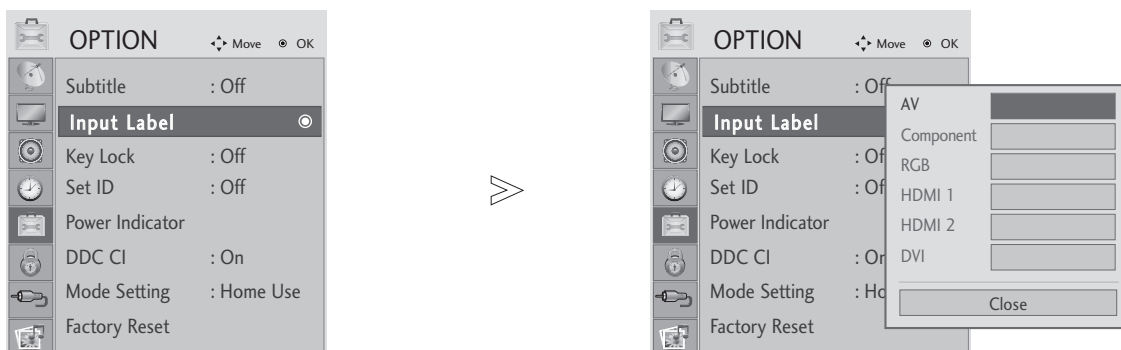 OPTION Move OK
Subtitle : Off
Input Label
Key Lock : Off
Set ID : Off
Power Indicator
DDC CI : On
Mode Setting : Home Use
Factory Reset
OPTION Move OK
Subtitle : Off
Input Label
Key Lock : Of
Set ID : Of
Power Indicator
DDC CI : On
Mode Setting : Ho
Factory Reset
AV
Component
RGB
HDMI 1
HDMI 2
DVI
Close